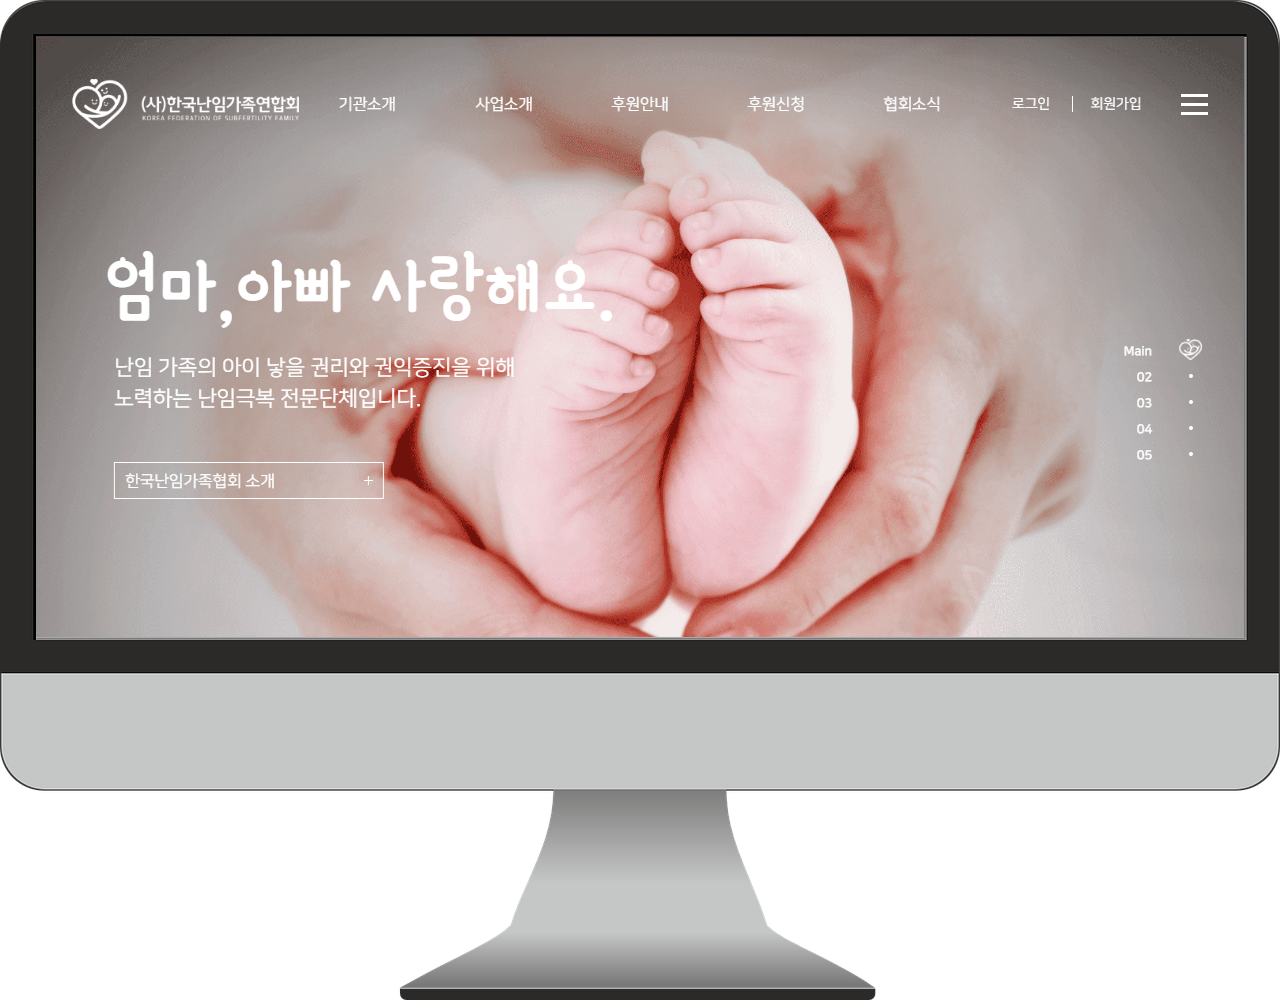 (사)한국난임가족연합회
KOREA FEDERATION OF SUBFERTILITY FAMILY
기관소개
사업소개
후원안내
후원신청
협회소식
로그인
회원가입
엄마,아빠 사랑해요.
난임 가족의 아이 낳을 권리와 권익증진을 위해
노력하는 난임극복 전문단체입니다.
한국난임가족협회 소개 +
Main
02
03
04
05